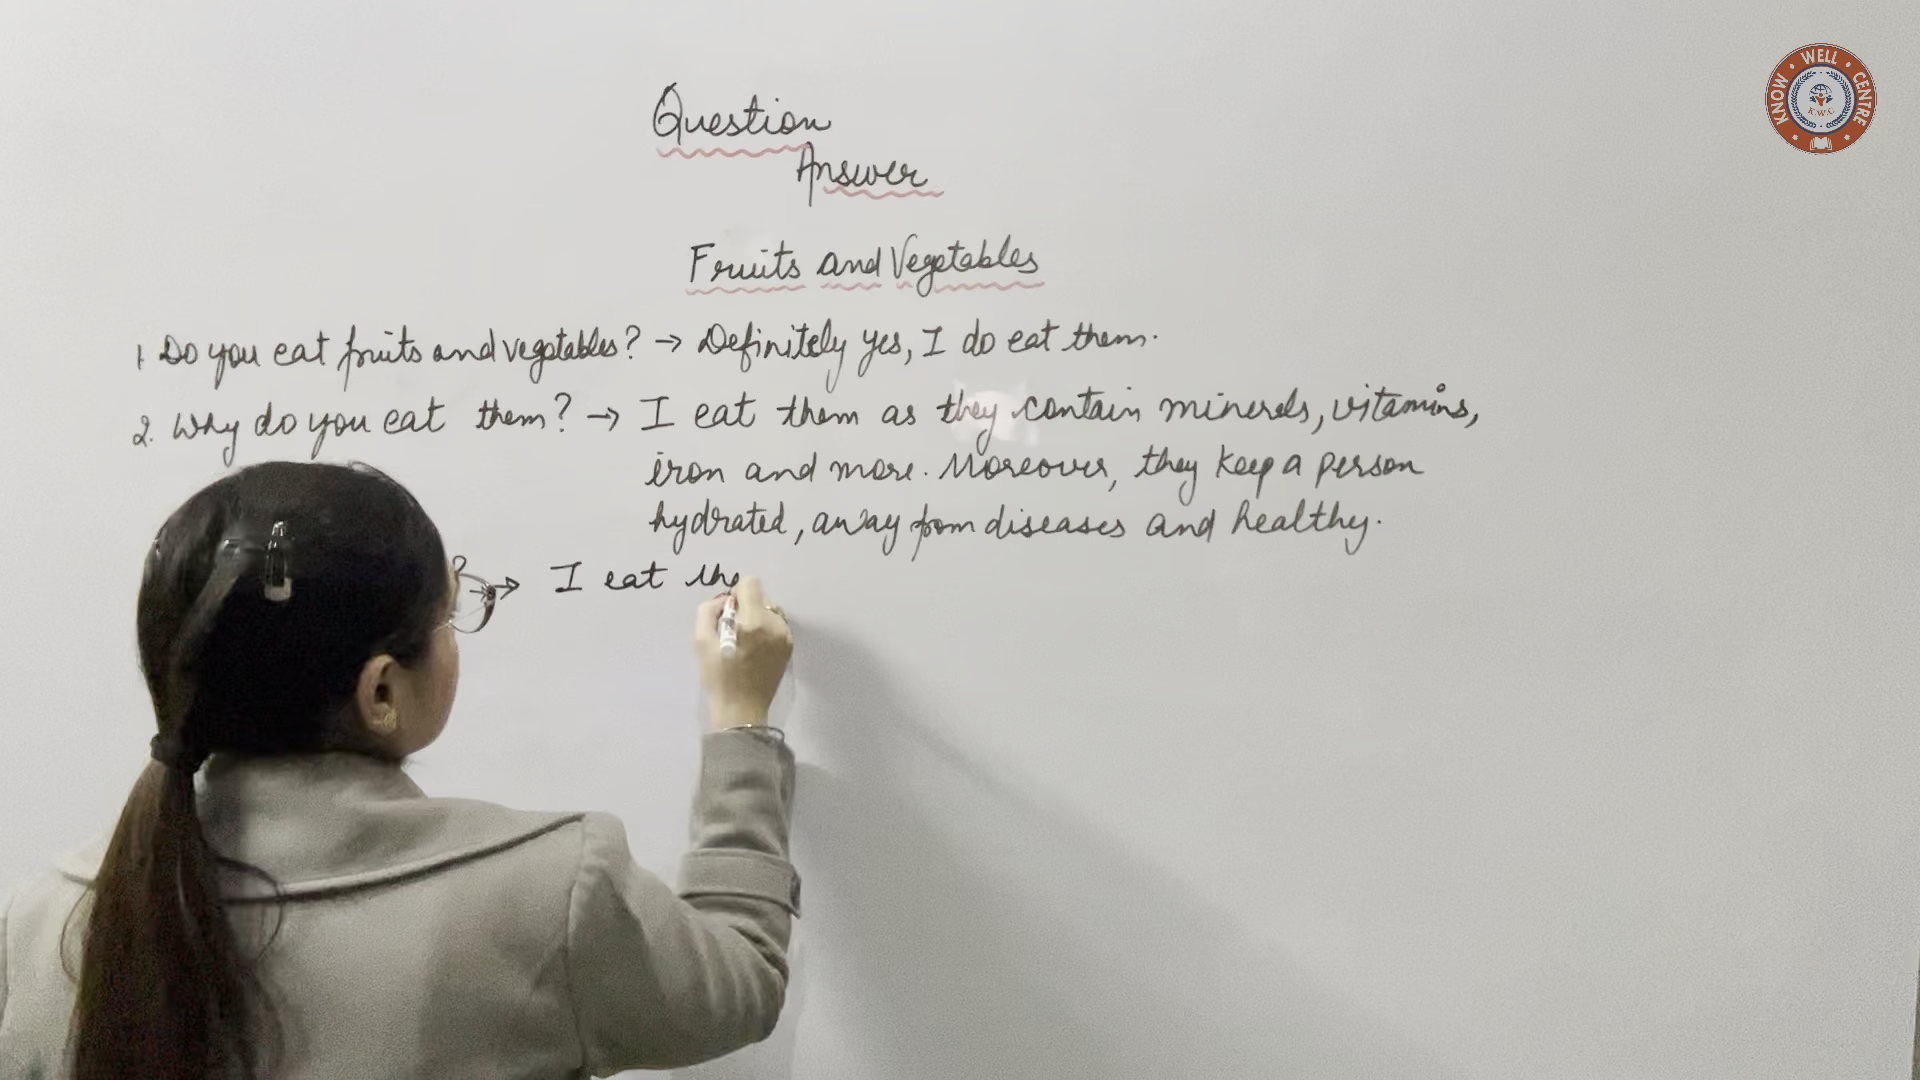 KNOW • WELL • CENTRE
K.W.C
Question
Answer
Fruits and Vegetables
1. Do you eat fruits and vegetables? → Definitely yes, I do eat them.
2. Why do you eat them? → I eat them as they contain minerals, vitamins,
iron and more. Moreover, they keep a person
hydrated, away from diseases and healthy.
? → I eat the